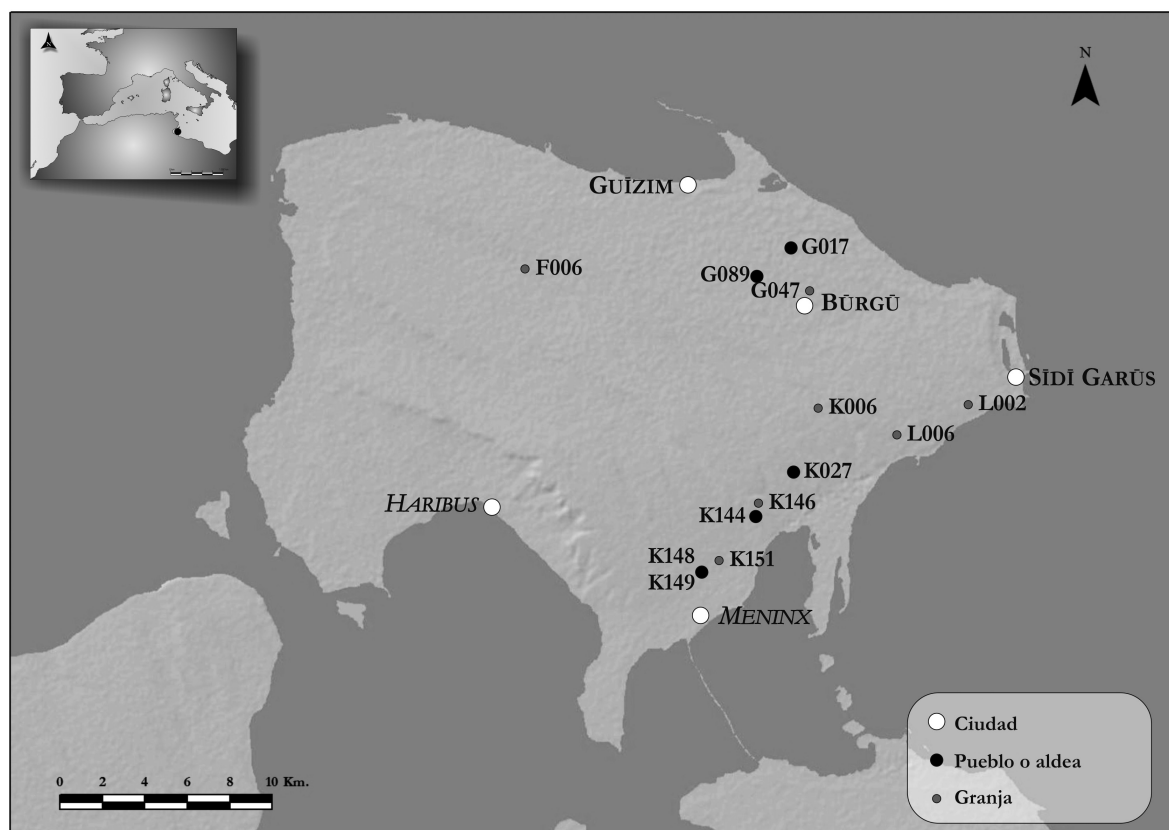 N
GUĪZIM
G017
F006
G089
G047
BŪRGŪ
SĪDĪ GARŪS
K006
L002
L006
K027
HARIBUS
K146
K144
K148
K151
K149
MENINX
Ciudad
Pueblo o aldea
Granja
0 2 4 6 8 10 Km.